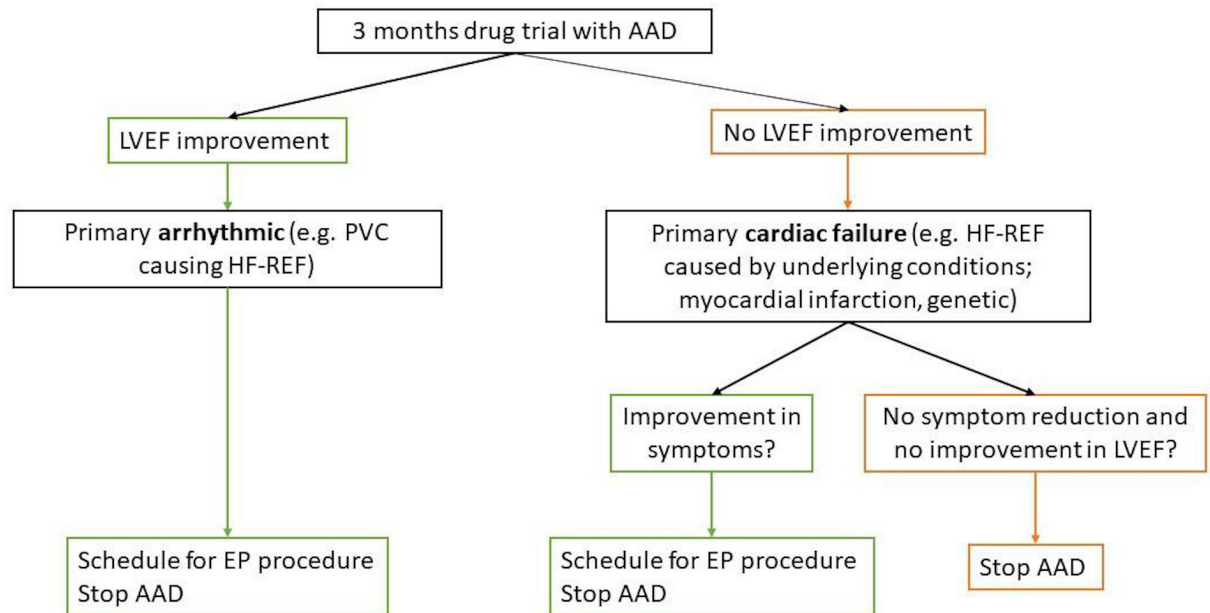 3 months drug trial with AAD
LVEF improvement
No LVEF improvement
Primary arrhythmic (e.g. PVC
causing HF-REF)
Primary cardiac failure (e.g. HF-REF
caused by underlying conditions;
myocardial infarction, genetic)
Improvement in
symptoms?
No symptom reduction and
no improvement in LVEF?
Schedule for EP procedure
Stop AAD
Schedule for EP procedure
Stop AAD
Stop AAD